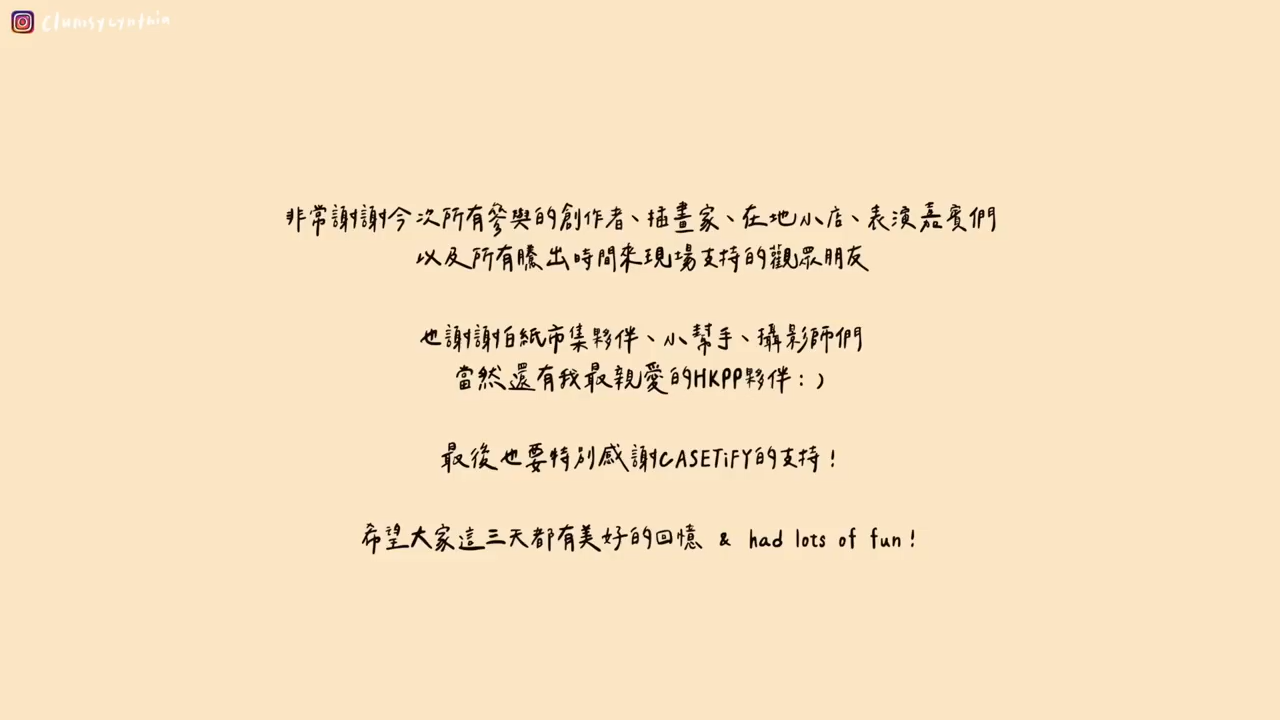 clumsycynthia
非常謝謝今次所有參與的創作者、插畫家、在地小店、表演嘉賓們
以及所有騰出時間來現場支持的觀眾朋友
也謝謝白紙市集夥伴、小幫手、攝影師們
當然還有我最親愛的HKPP夥伴：）
最後也要特別感謝CASETiFY的支持！
希望大家這三天都有美好的回憶 & had lots of fun！